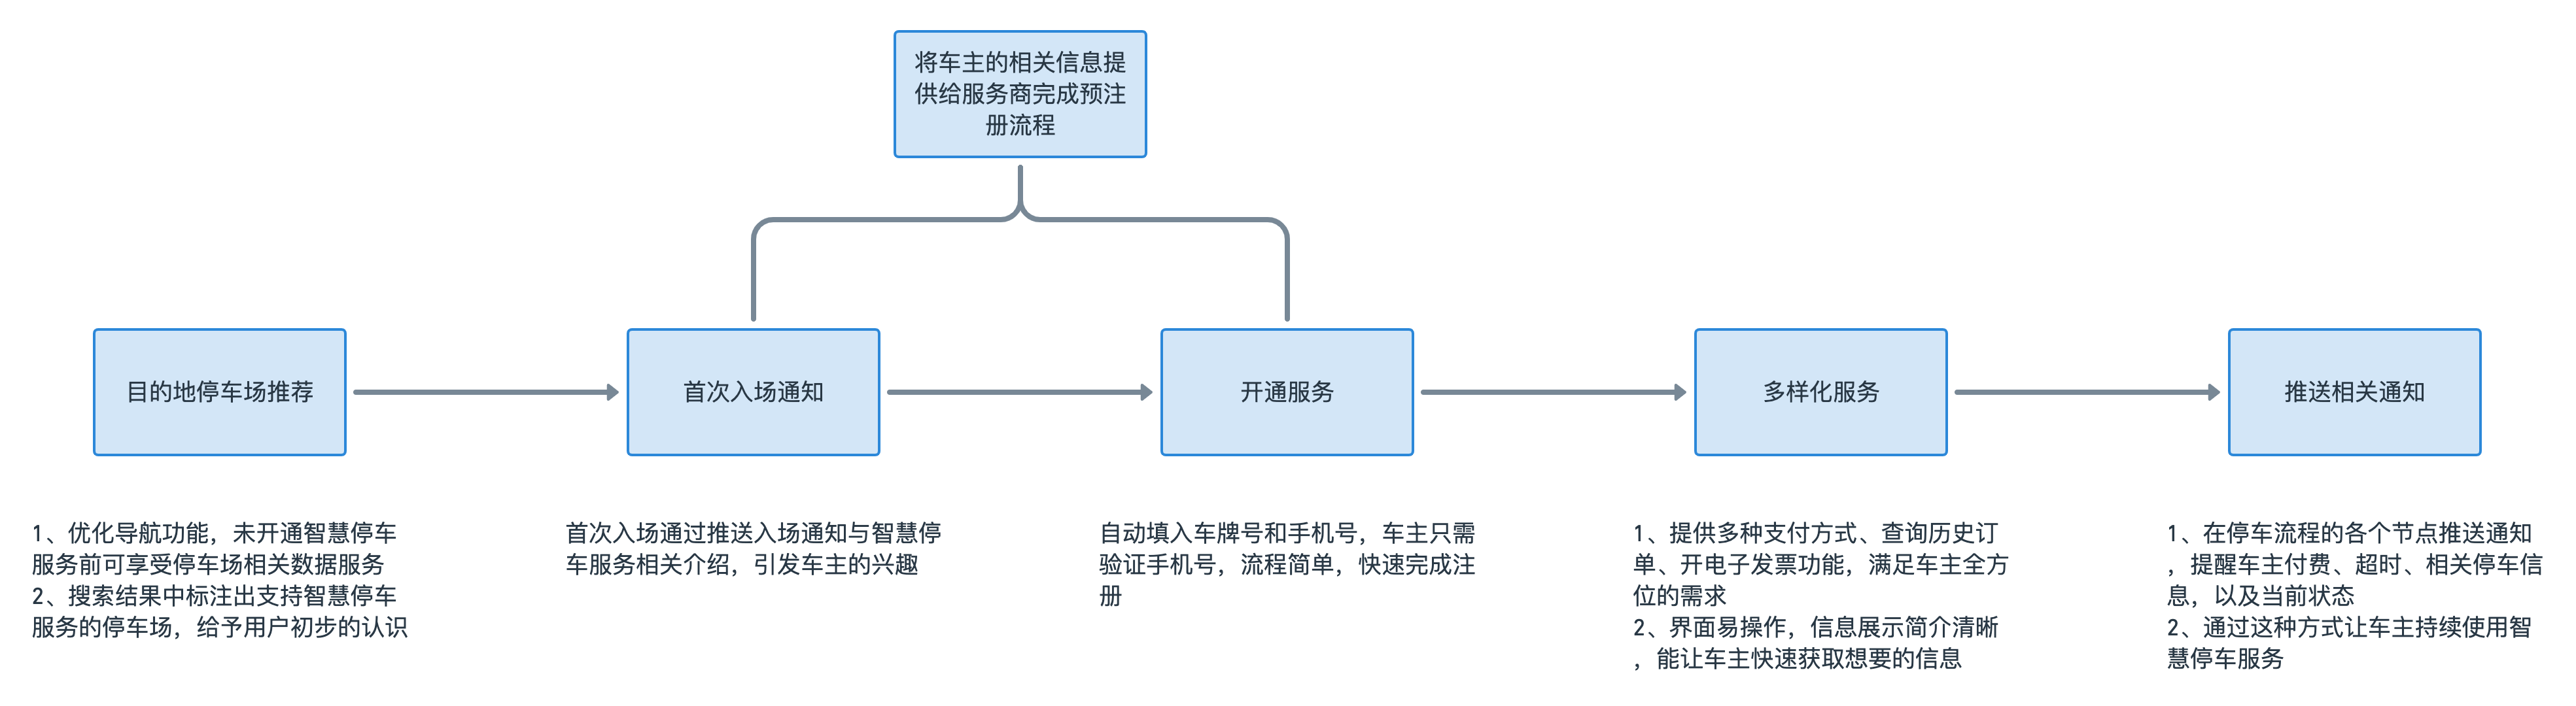 将车主的相关信息提
供给服务商完成预注
册流程
目的地停车场推荐
首次入场通知
开通服务
多样化服务
推送相关通知
1、优化导航功能，未开通智慧停车
服务前可享受停车场相关数据服务
2、搜索结果中标注出支持智慧停车
服务的停车场，给予用户初步的认识
首次入场通过推送入场通知与智慧停
车服务相关介绍，引发车主的兴趣
自动填入车牌号和手机号，车主只需
验证手机号，流程简单，快速完成注
册
1、提供多种支付方式、查询历史订
单、开电子发票功能，满足车主全方
位的需求
2、界面易操作，信息展示简介清晰
，能让车主快速获取想要的信息
1、在停车流程的各个节点推送通知
，提醒车主付费、超时、相关停车信
息，以及当前状态
2、通过这种方式让车主持续使用智
慧停车服务